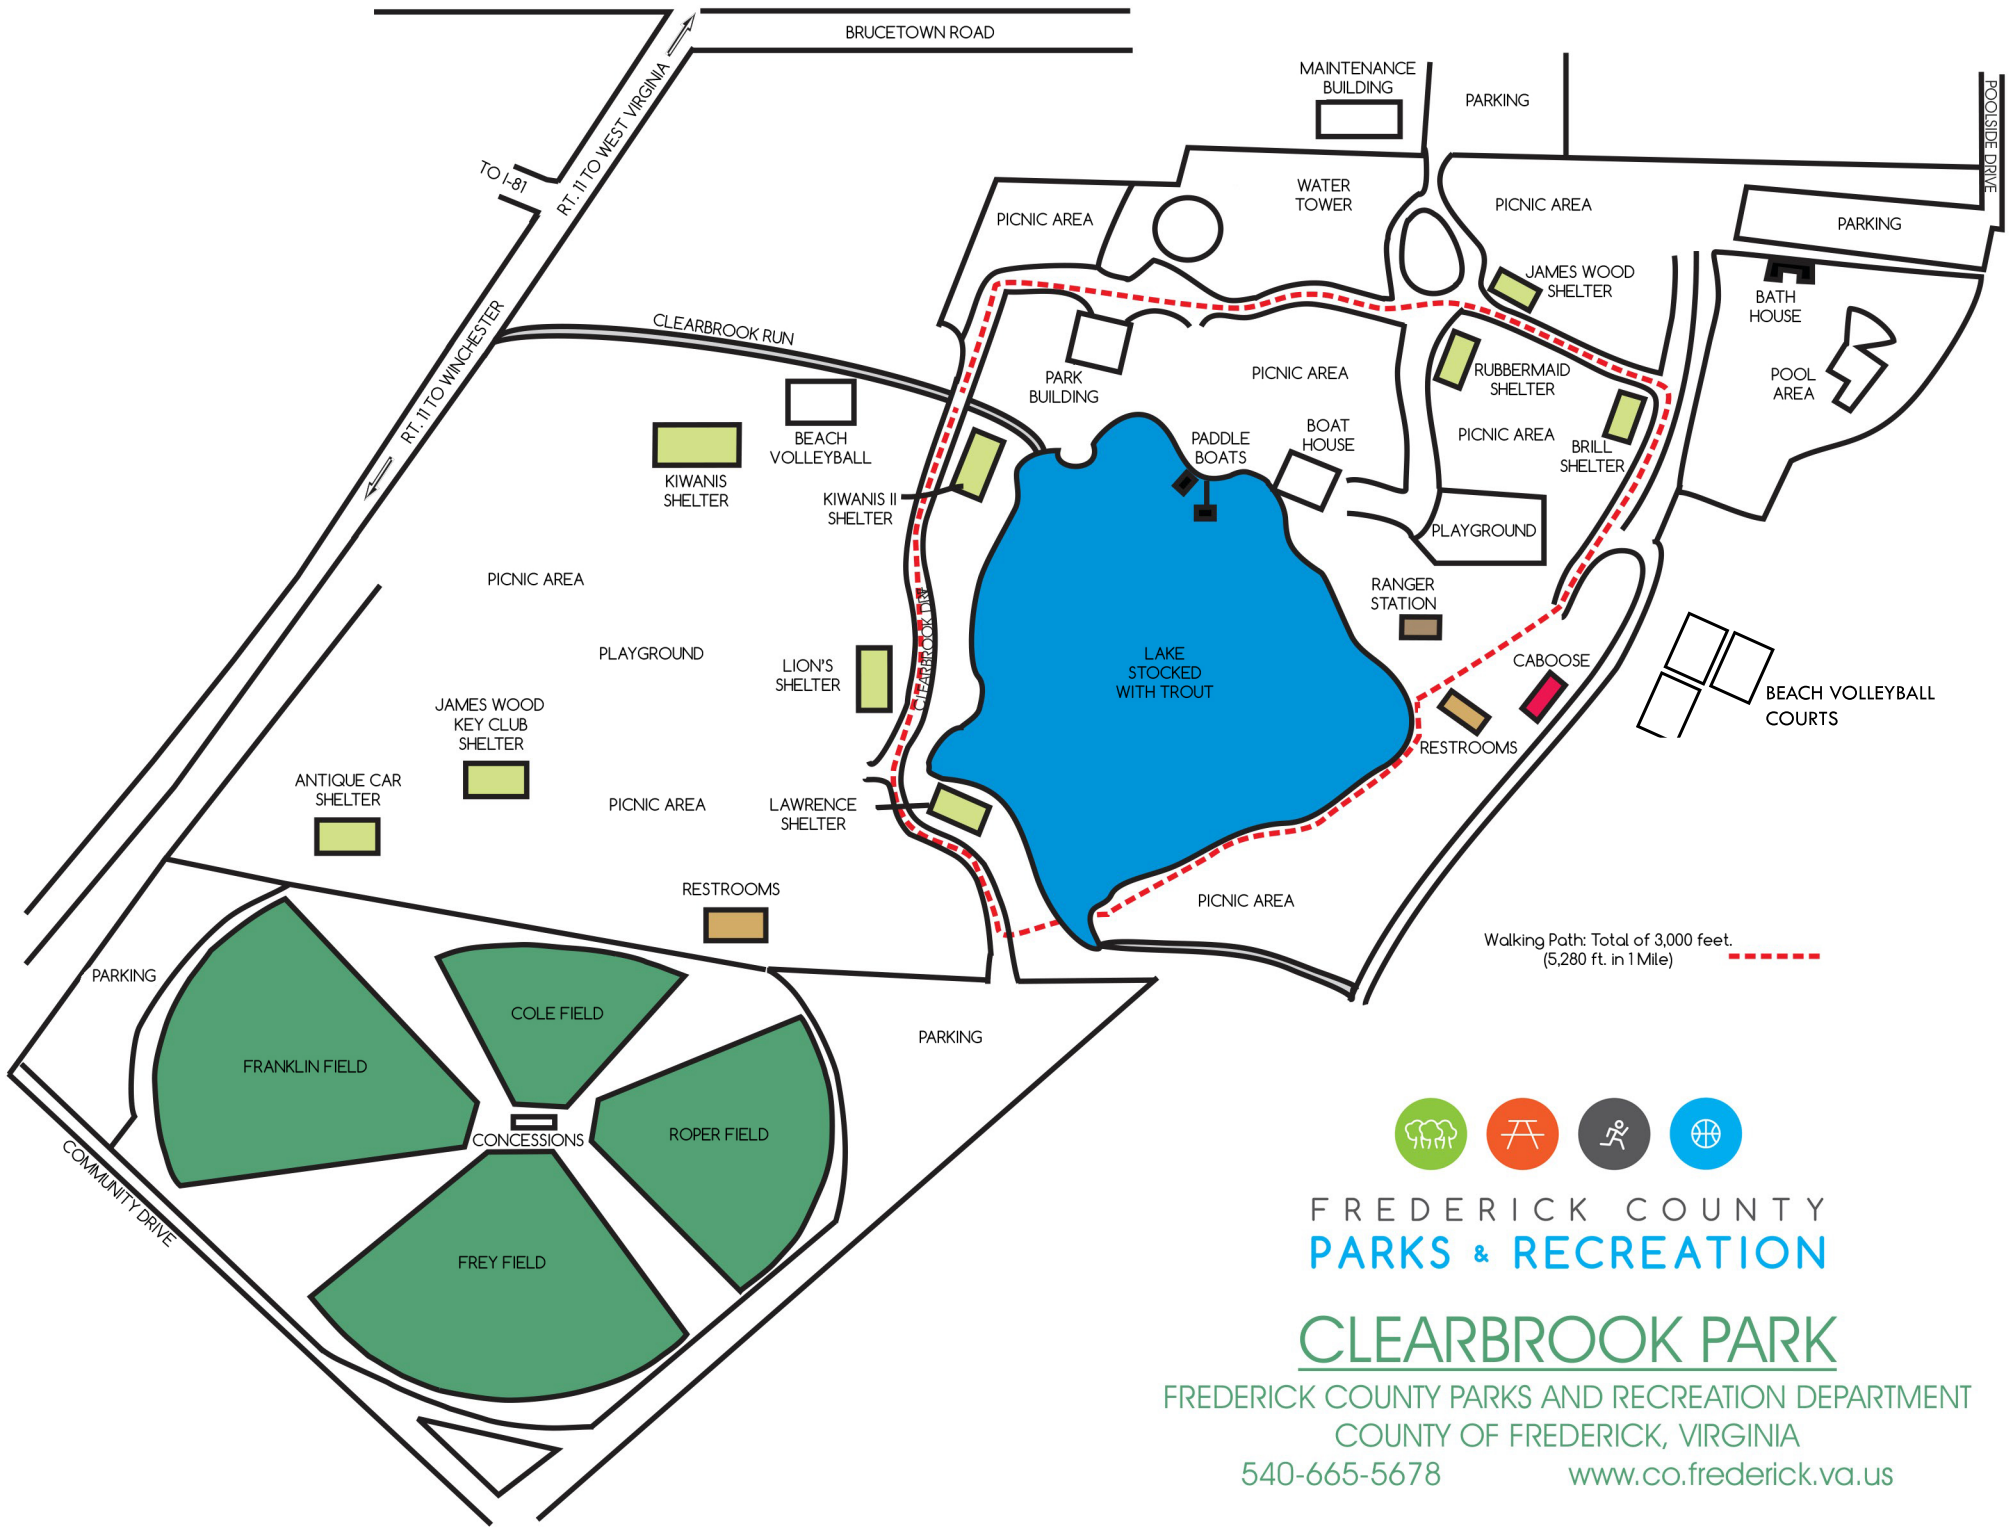 BRUCETOWN ROAD
RT. 11 TO WEST VIRGINIA
TO I-81
RT. 11 TO WINCHESTER
MAINTENANCE
BUILDING
PARKING
POOLSIDE DRIVE
WATER
TOWER
PICNIC AREA
PICNIC AREA
PARKING
JAMES WOOD
SHELTER
BATH
HOUSE
CLEARBROOK RUN
PARK
BUILDING
PICNIC AREA
RUBBERMAID
SHELTER
POOL
AREA
BEACH
VOLLEYBALL
PADDLE
BOATS
BOAT
HOUSE
PICNIC AREA
BRILL
SHELTER
KIWANIS
SHELTER
KIWANIS II
SHELTER
PLAYGROUND
PICNIC AREA
RANGER
STATION
CLEARBROOK DRIVE
PLAYGROUND
LION'S
SHELTER
LAKE
STOCKED
WITH TROUT
CABOOSE
BEACH VOLLEYBALL
COURTS
JAMES WOOD
KEY CLUB
SHELTER
RESTROOMS
ANTIQUE CAR
SHELTER
PICNIC AREA
LAWRENCE
SHELTER
RESTROOMS
PICNIC AREA
Walking Path: Total of 3,000 feet.
(5,280 ft. in 1 Mile)
PARKING
COLE FIELD
PARKING
FRANKLIN FIELD
ROPER FIELD
CONCESSIONS
COMMUNITY DRIVE
FREY FIELD
FREDERICK COUNTY
PARKS & RECREATION
CLEARBROOK PARK
FREDERICK COUNTY PARKS AND RECREATION DEPARTMENT
COUNTY OF FREDERICK, VIRGINIA
540-665-5678 www.co.frederick.va.us